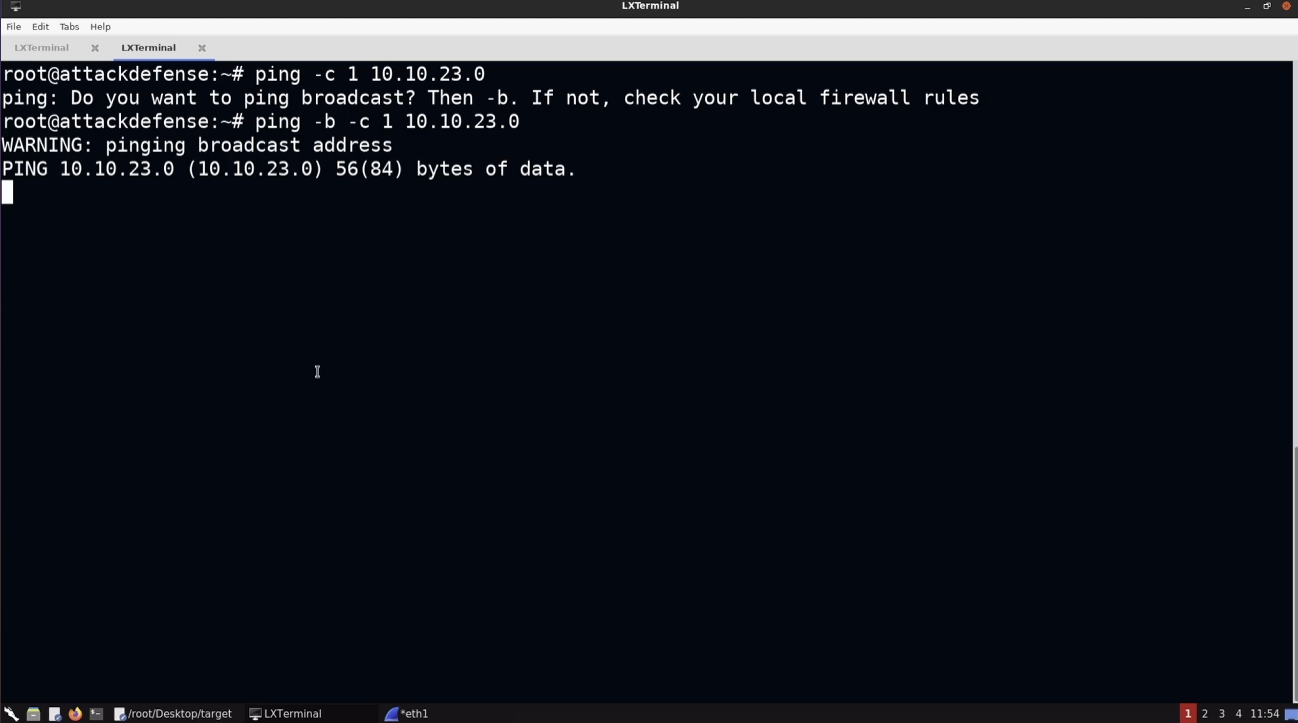 LXTerminal
File Edit Tabs Help
LXTerminal LXTerminal
root@attackdefense:~# ping -c 1 10.10.23.0
ping: Do you want to ping broadcast? Then -b. If not, check your local firewall rules
root@attackdefense:~# ping -b -c 1 10.10.23.0
WARNING: pinging broadcast address
PING 10.10.23.0 (10.10.23.0) 56(84) bytes of data.
/root/Desktop/target LXTerminal *eth1 1 2 3 4 11:54